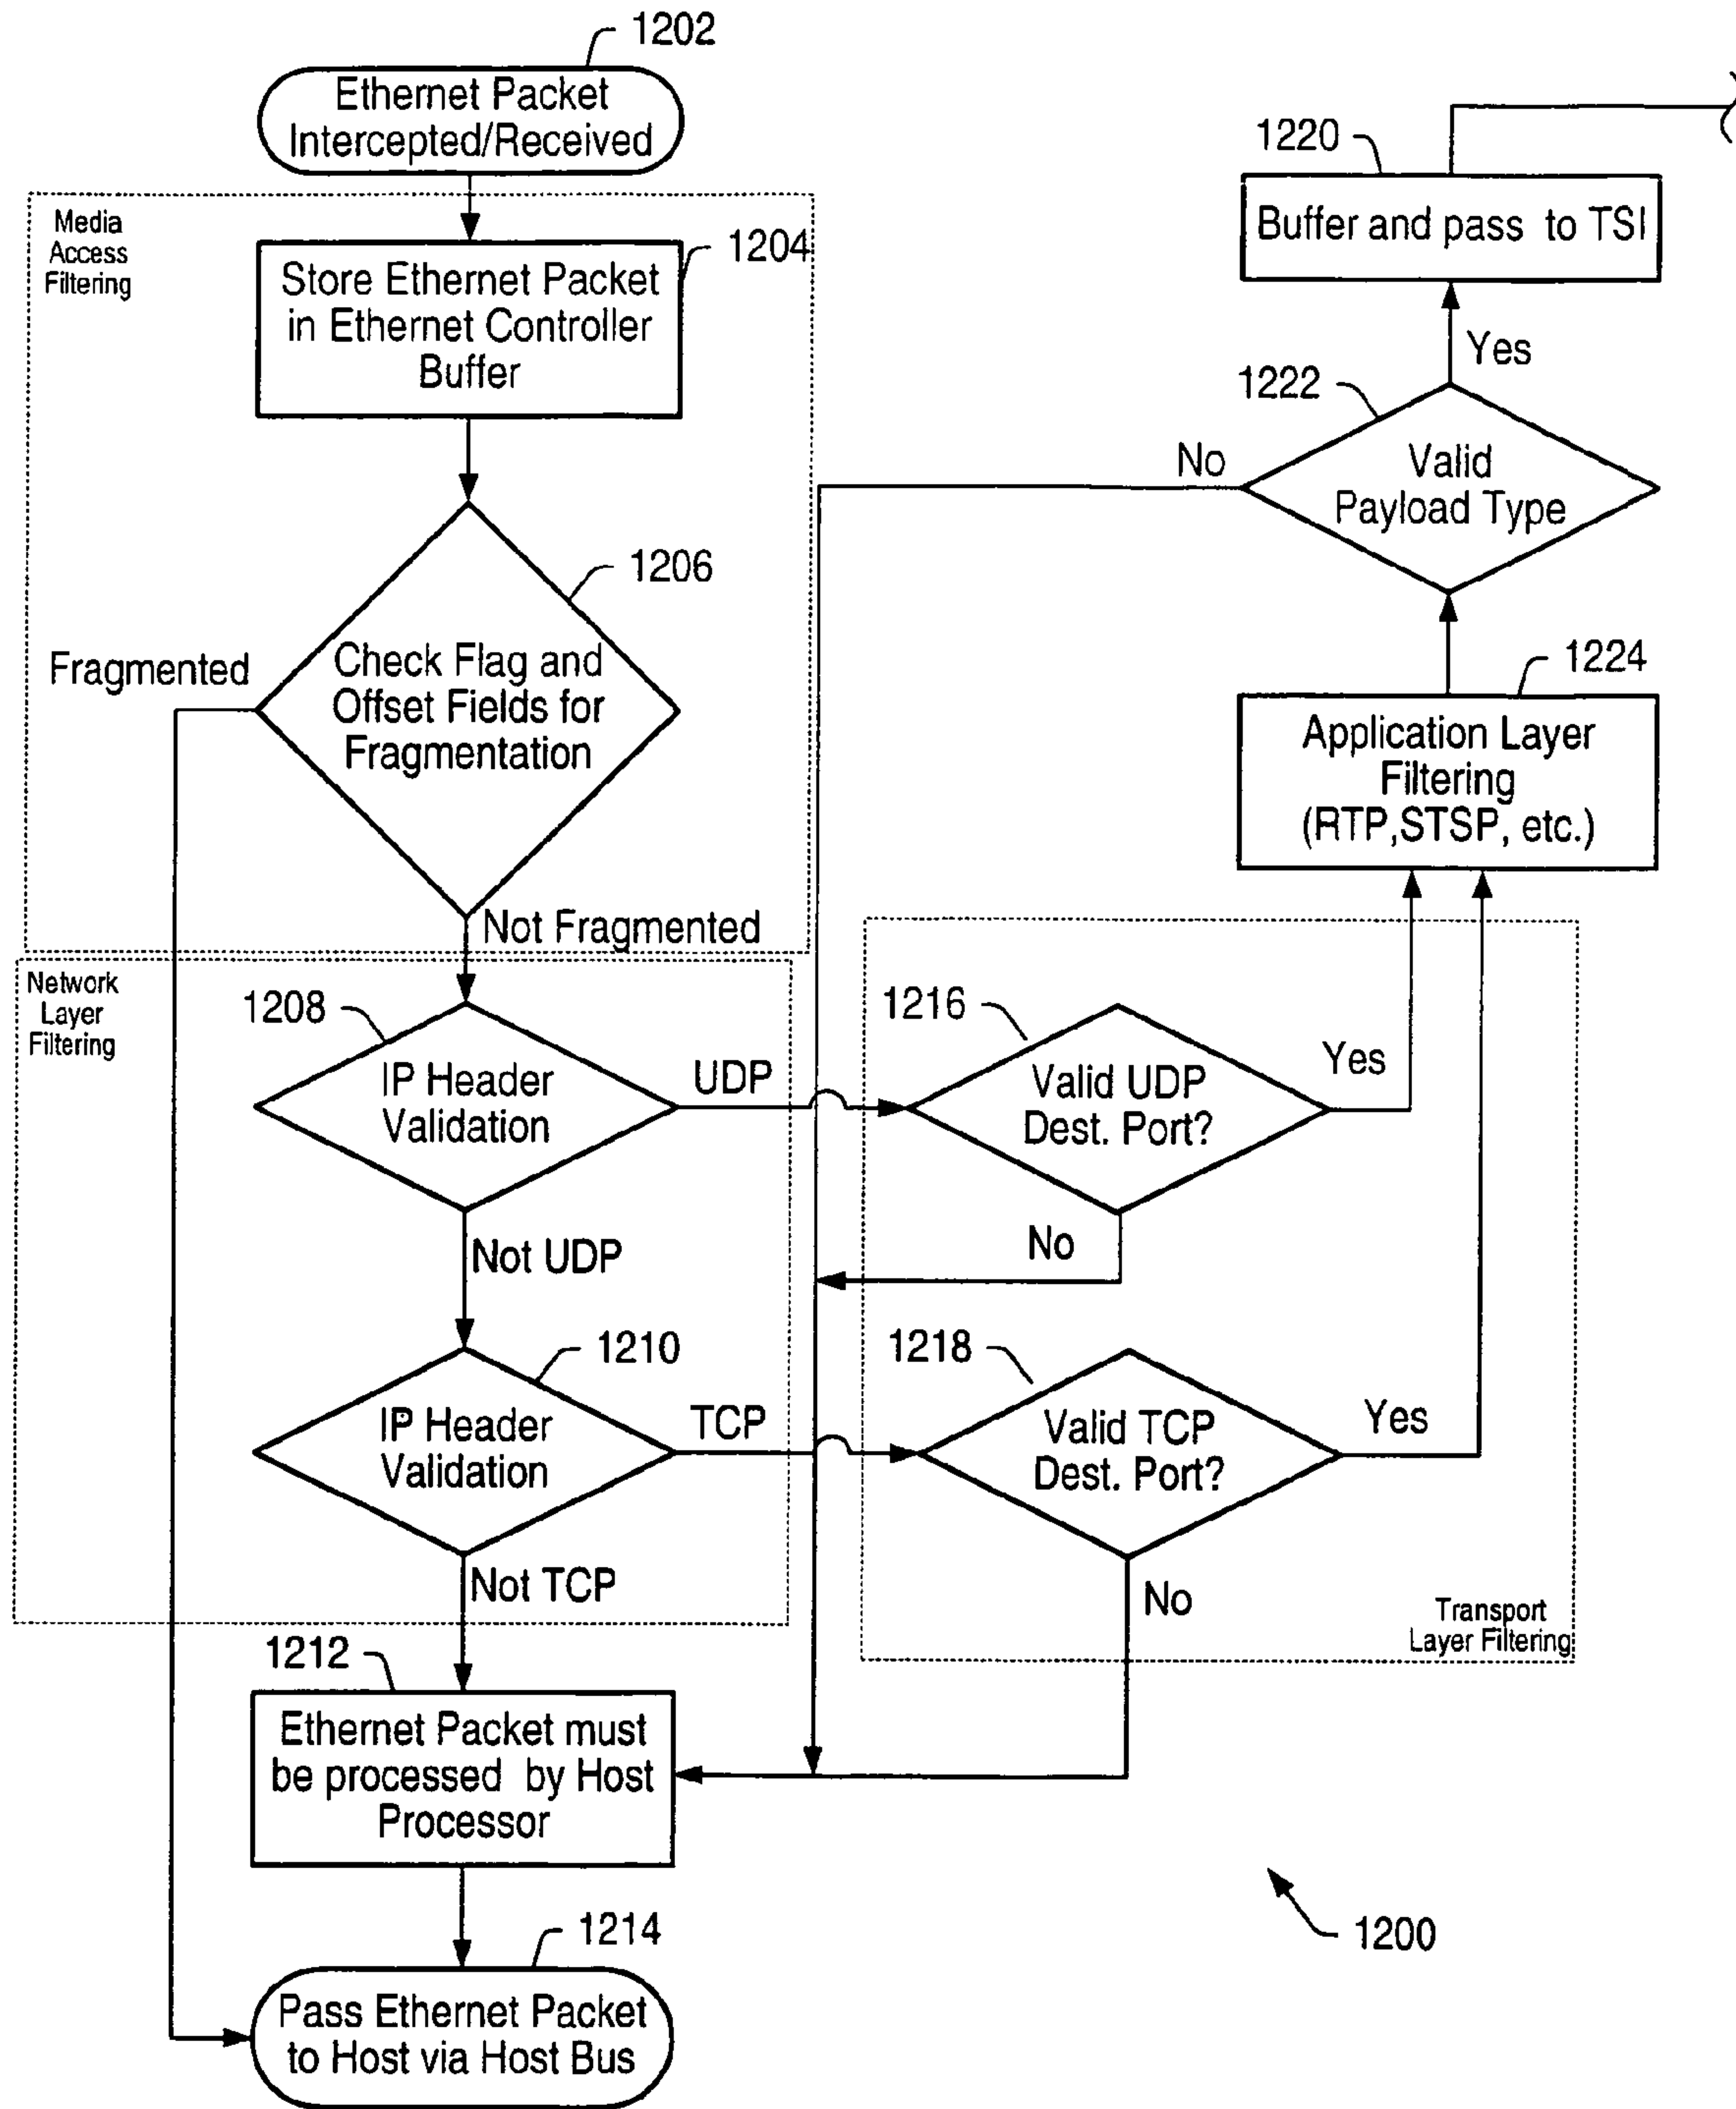 1202
Ethernet Packet
Intercepted/Received
Media
Access
Filtering
1204
Store Ethernet Packet
in Ethernet Controller
Buffer
1206
Fragmented
Check Flag and
Offset Fields for
Fragmentation
Not Fragmented
Network
Layer
Filtering
1208
IP Header
Validation
UDP
Not UDP
1210
IP Header
Validation
TCP
Not TCP
1212
Ethernet Packet must
be processed by Host
Processor
1214
Pass Ethernet Packet
to Host via Host Bus
1220
Buffer and pass to TSI
Yes
1222
No
Valid
Payload Type
1224
Application Layer
Filtering
(RTP,STSP, etc.)
1216
Valid UDP
Dest. Port?
Yes
No
1218
Valid TCP
Dest. Port?
Yes
No
Transport
Layer Filtering
1200